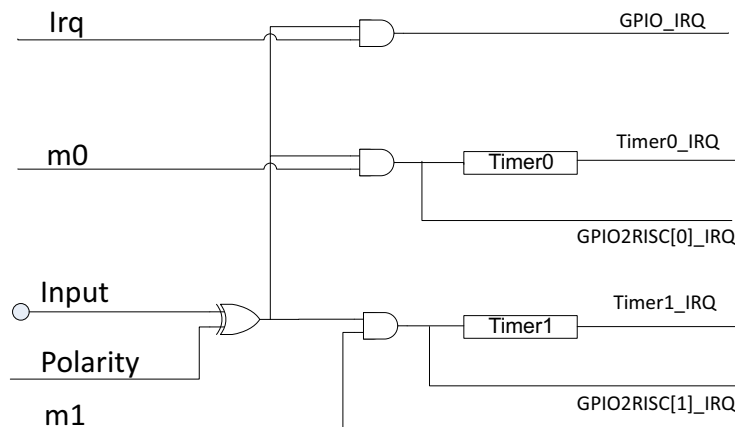 Irq
GPIO_IRQ
m0
Timer0
Timer0_IRQ
GPIO2RISC[0]_IRQ
Input
Timer1
Timer1_IRQ
Polarity
GPIO2RISC[1]_IRQ
m1